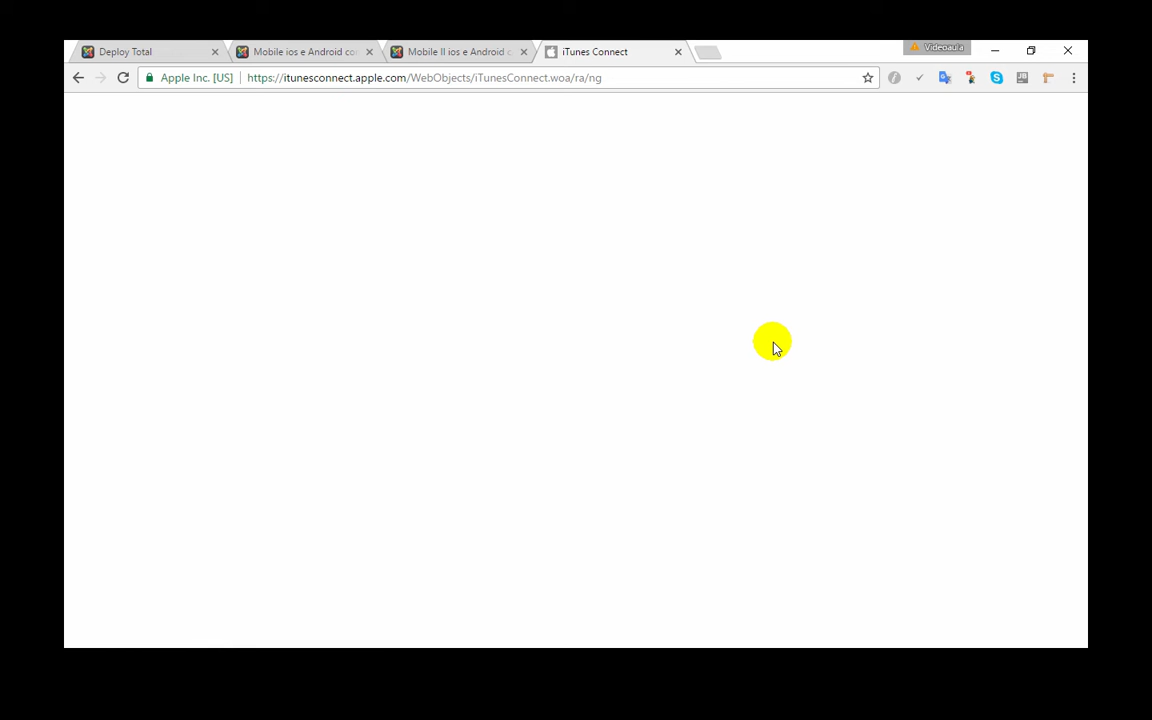 Deploy Total
Mobile ios e Android co
Mobile II ios e Android c
iTunes Connect
Videoaula
Apple Inc. [US]
https://itunesconnect.apple.com/WebObjects/iTunesConnect.woa/ra/ng